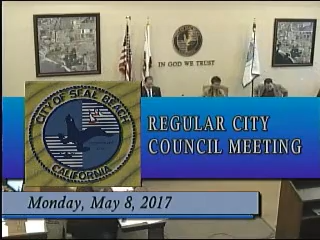 IN GOD WE TRUST
CITY OF SEAL BEACH
CALIFORNIA
REGULAR CITY
COUNCIL MEETING
Monday, May 8, 2017